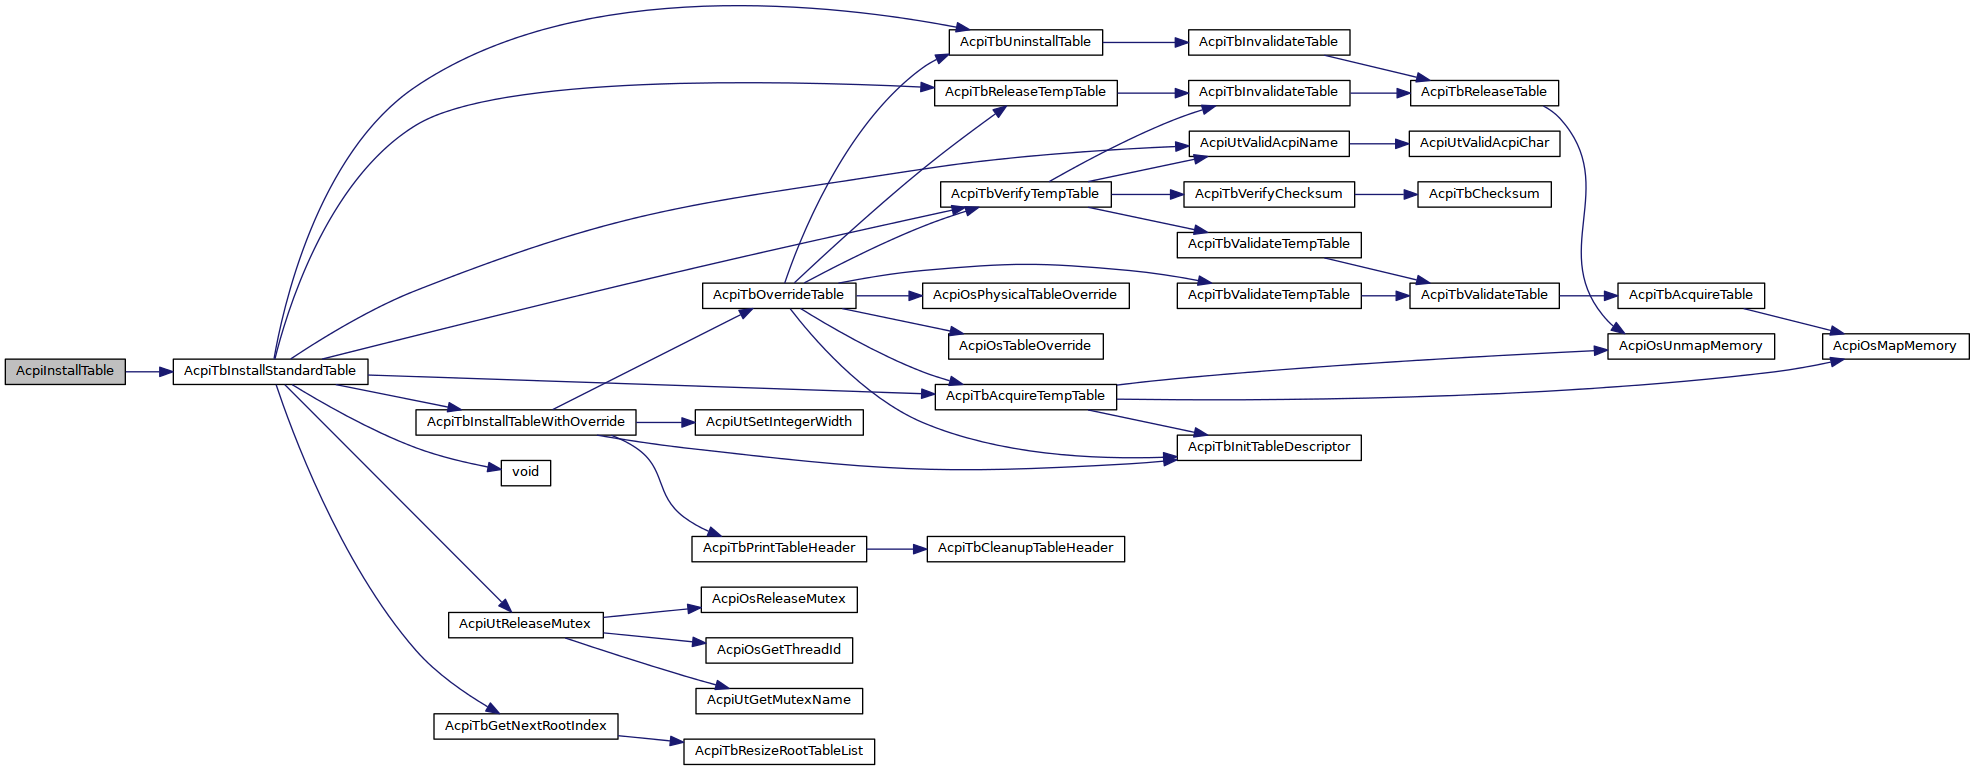 AcpiTbUninstallTable
AcpiTbInvalidateTable
AcpiTbReleaseTempTable
AcpiTbInvalidateTable
AcpiTbReleaseTable
AcpiUtValidAcpiName
AcpiUtValidAcpiChar
AcpiTbVerifyTempTable
AcpiTbVerifyChecksum
AcpiTbChecksum
AcpiTbValidateTempTable
AcpiTbOverrideTable
AcpiOsPhysicalTableOverride
AcpiTbValidateTempTable
AcpiTbValidateTable
AcpiTbAcquireTable
AcpiOsTableOverride
AcpiOsUnmapMemory
AcpiOsMapMemory
AcpiInstallTable
AcpiTbInstallStandardTable
AcpiTbAcquireTempTable
AcpiTbInstallTableWithOverride
AcpiUtSetIntegerWidth
AcpiTbInitTableDescriptor
void
AcpiTbPrintTableHeader
AcpiTbCleanupTableHeader
AcpiOsReleaseMutex
AcpiUtReleaseMutex
AcpiOsGetThreadId
AcpiUtGetMutexName
AcpiTbGetNextRootIndex
AcpiTbResizeRootTableList